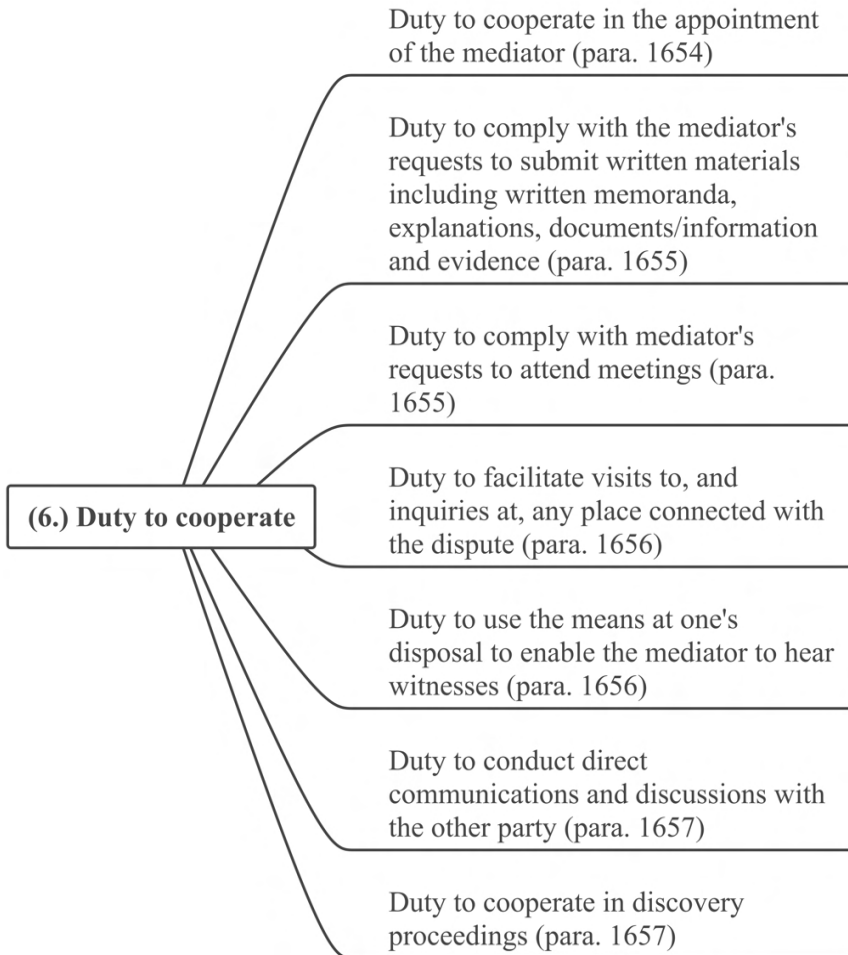 Duty to cooperate in the appointment
of the mediator (para. 1654)
Duty to comply with the mediator's
requests to submit written materials
including written memoranda,
explanations, documents/information
and evidence (para. 1655)
Duty to comply with mediator's
requests to attend meetings (para.
1655)
(6.) Duty to cooperate
Duty to facilitate visits to, and
inquiries at, any place connected with
the dispute (para. 1656)
Duty to use the means at one's
disposal to enable the mediator to hear
witnesses (para. 1656)
Duty to conduct direct
communications and discussions with
the other party (para. 1657)
Duty to cooperate in discovery
proceedings (para. 1657)